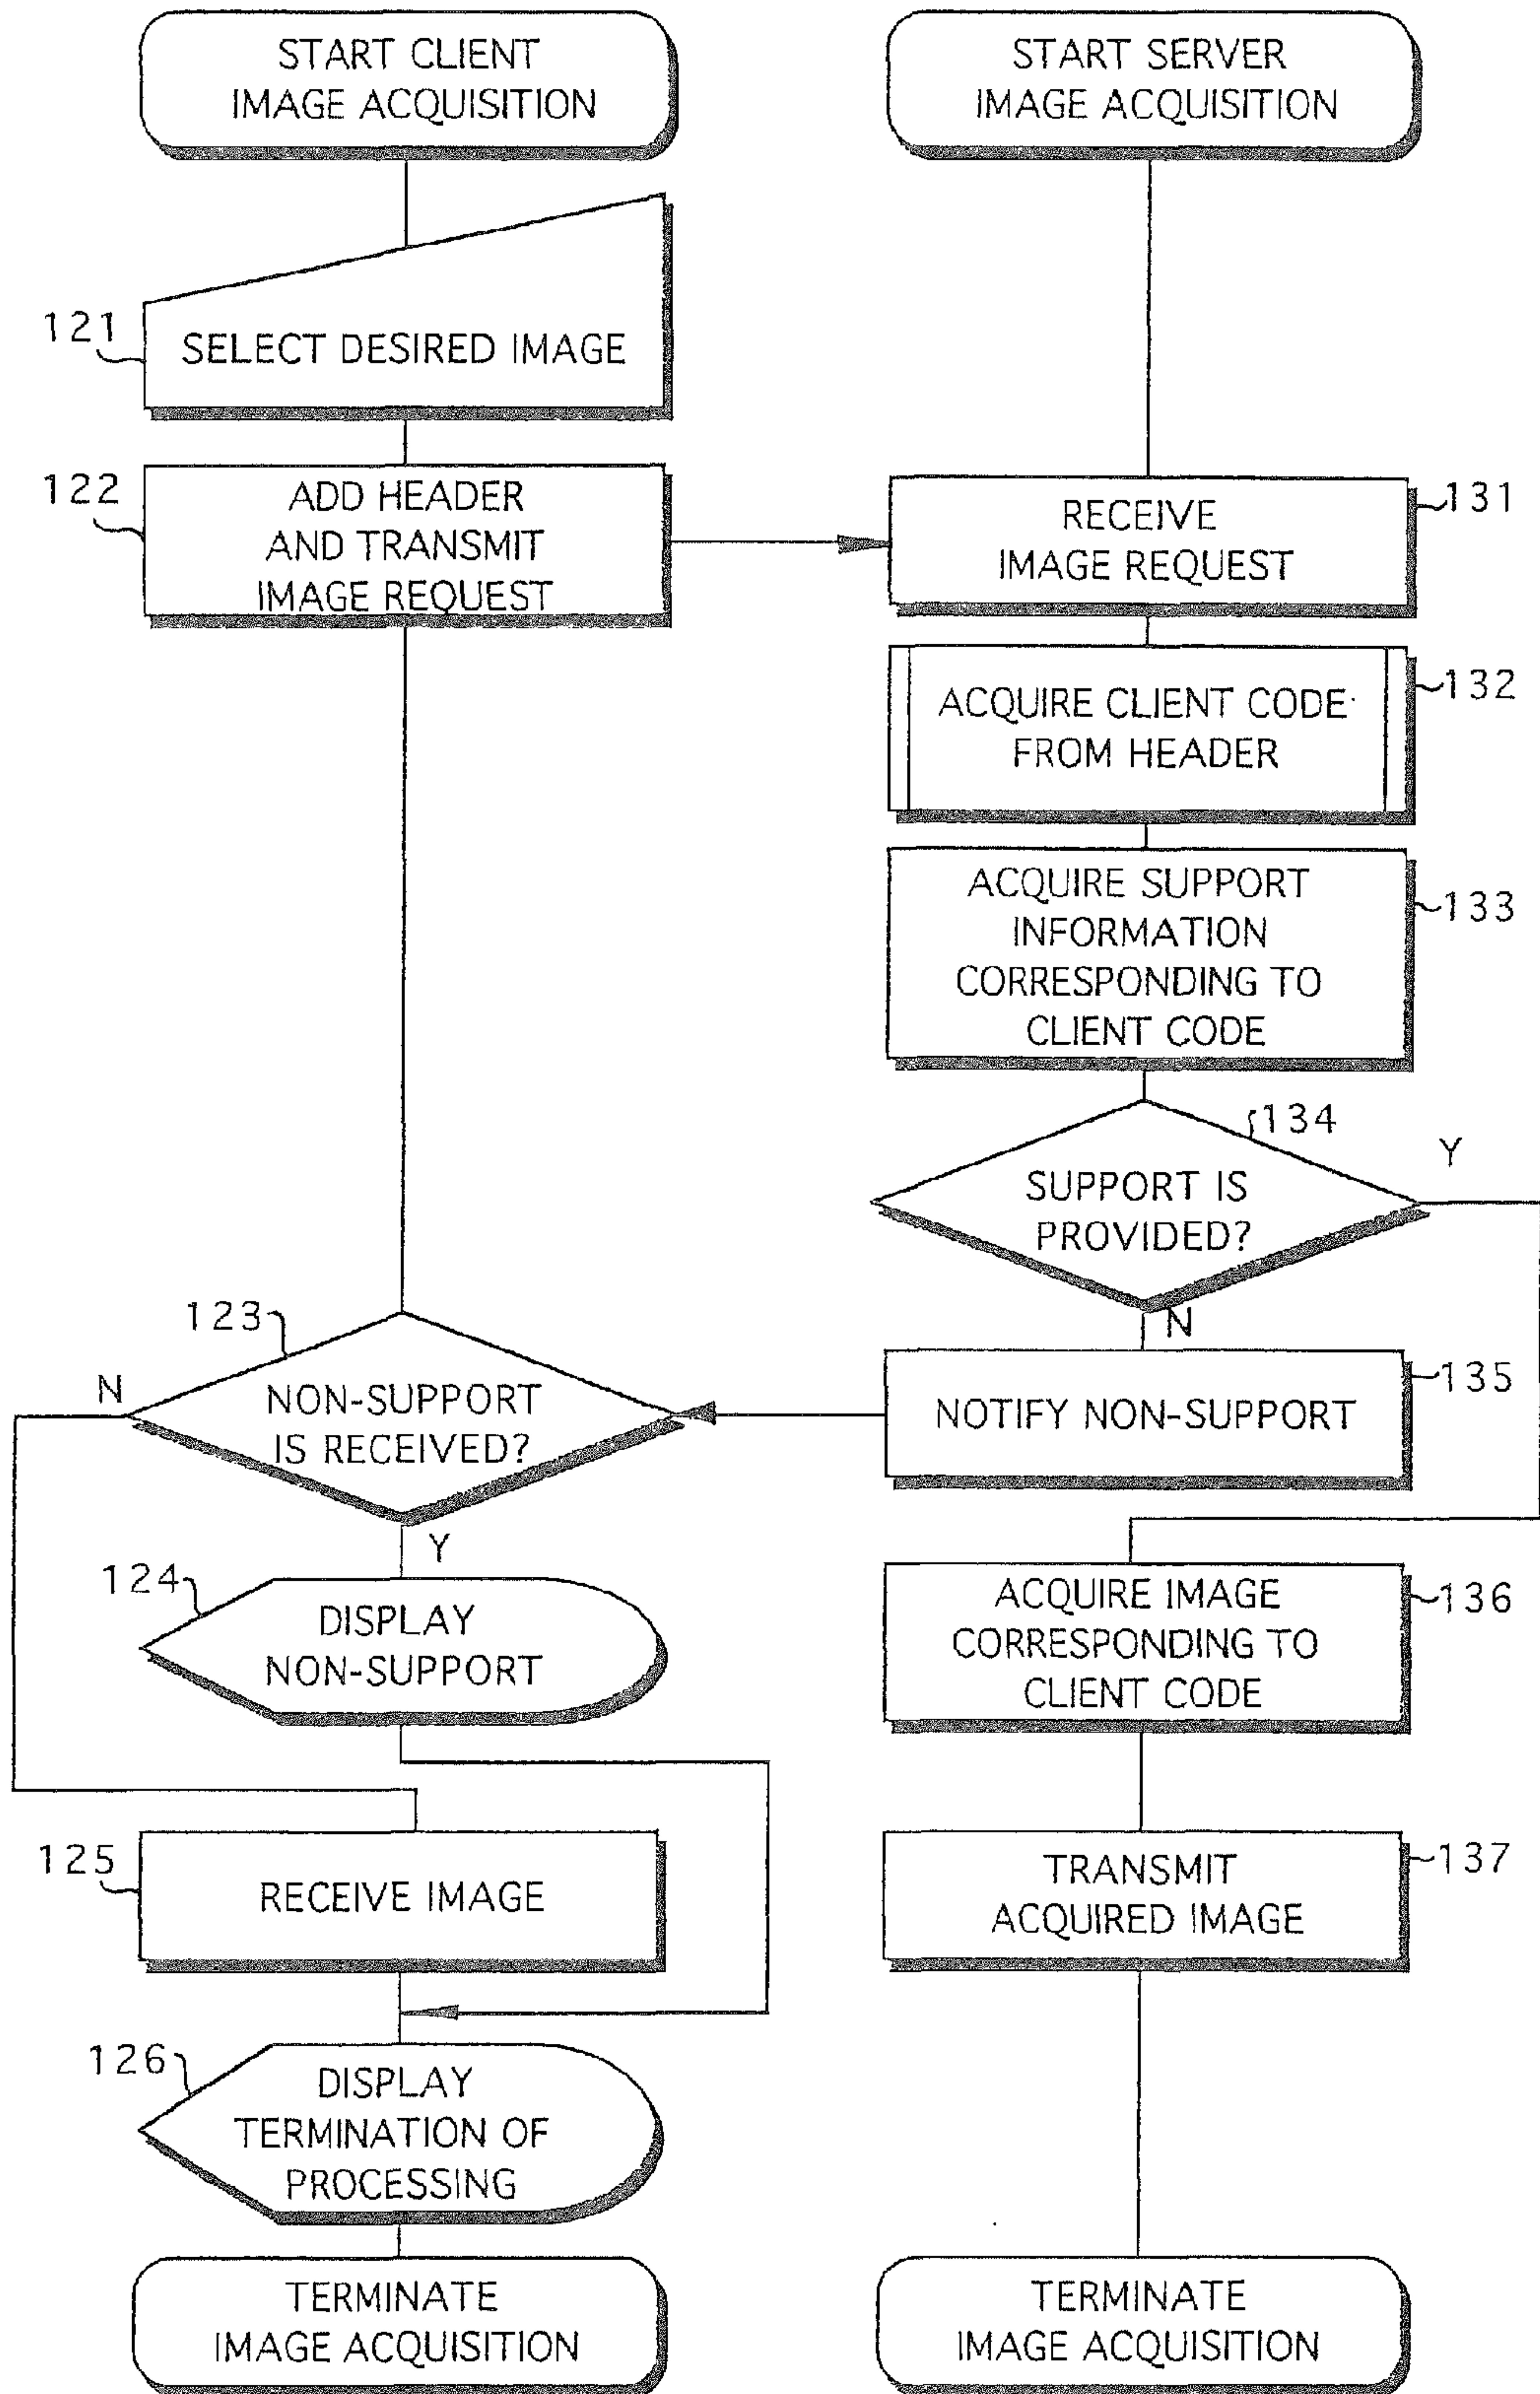 START CLIENT
IMAGE ACQUISITION
121
SELECT DESIRED IMAGE
122
ADD HEADER
AND TRANSMIT
IMAGE REQUEST
123
NON-SUPPORT
IS RECEIVED?
N
Y
124
DISPLAY
NON-SUPPORT
125
RECEIVE IMAGE
126
DISPLAY
TERMINATION OF
PROCESSING
TERMINATE
IMAGE ACQUISITION
START SERVER
IMAGE ACQUISITION
131
RECEIVE
IMAGE REQUEST
132
ACQUIRE CLIENT CODE
FROM HEADER
133
ACQUIRE SUPPORT
INFORMATION
CORRESPONDING TO
CLIENT CODE
134
Y
SUPPORT IS
PROVIDED?
N
135
NOTIFY NON-SUPPORT
136
ACQUIRE IMAGE
CORRESPONDING TO
CLIENT CODE
137
TRANSMIT
ACQUIRED IMAGE
TERMINATE
IMAGE ACQUISITION